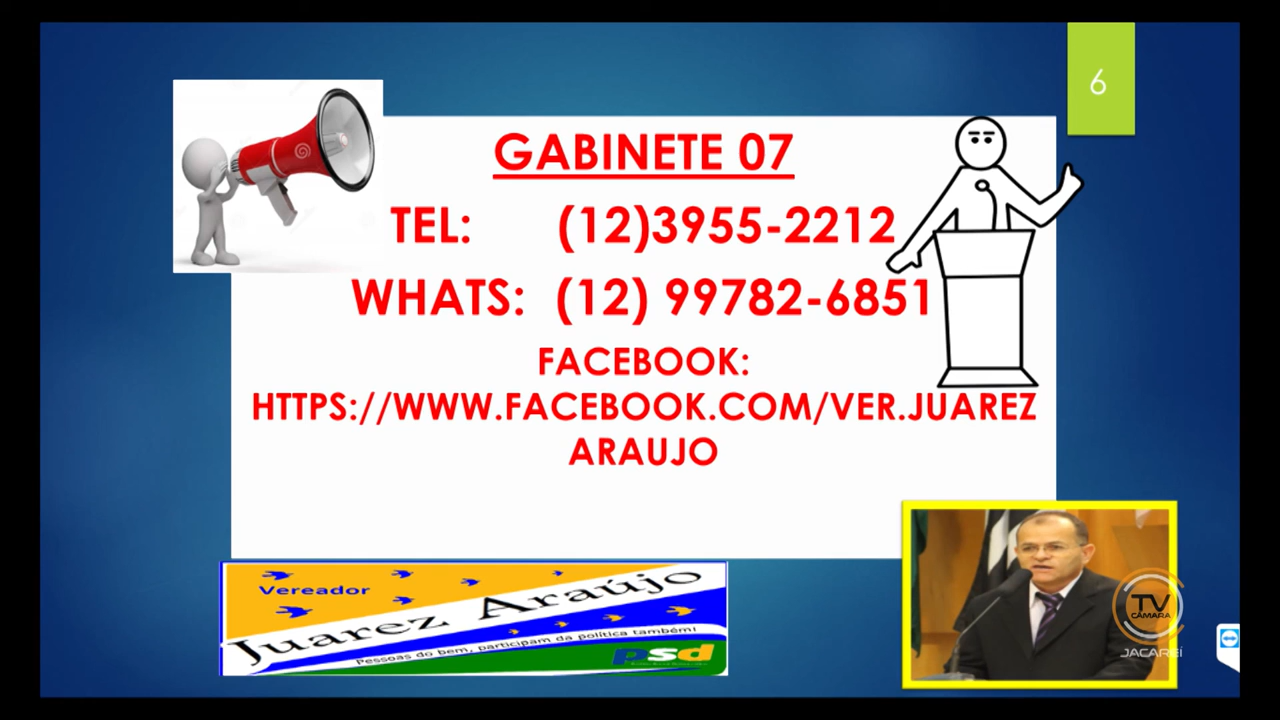 6
GABINETE 07
TEL: (12)3955-2212
WHATS: (12) 99782-6851
FACEBOOK:
HTTPS://WWW.FACEBOOK.COM/VER.JUAREZ
ARAUJO
Vereador
Juarez Araújo
Pessoas do bem, participam da política também!
psd
TV
CÂMARA
JACAREÍ